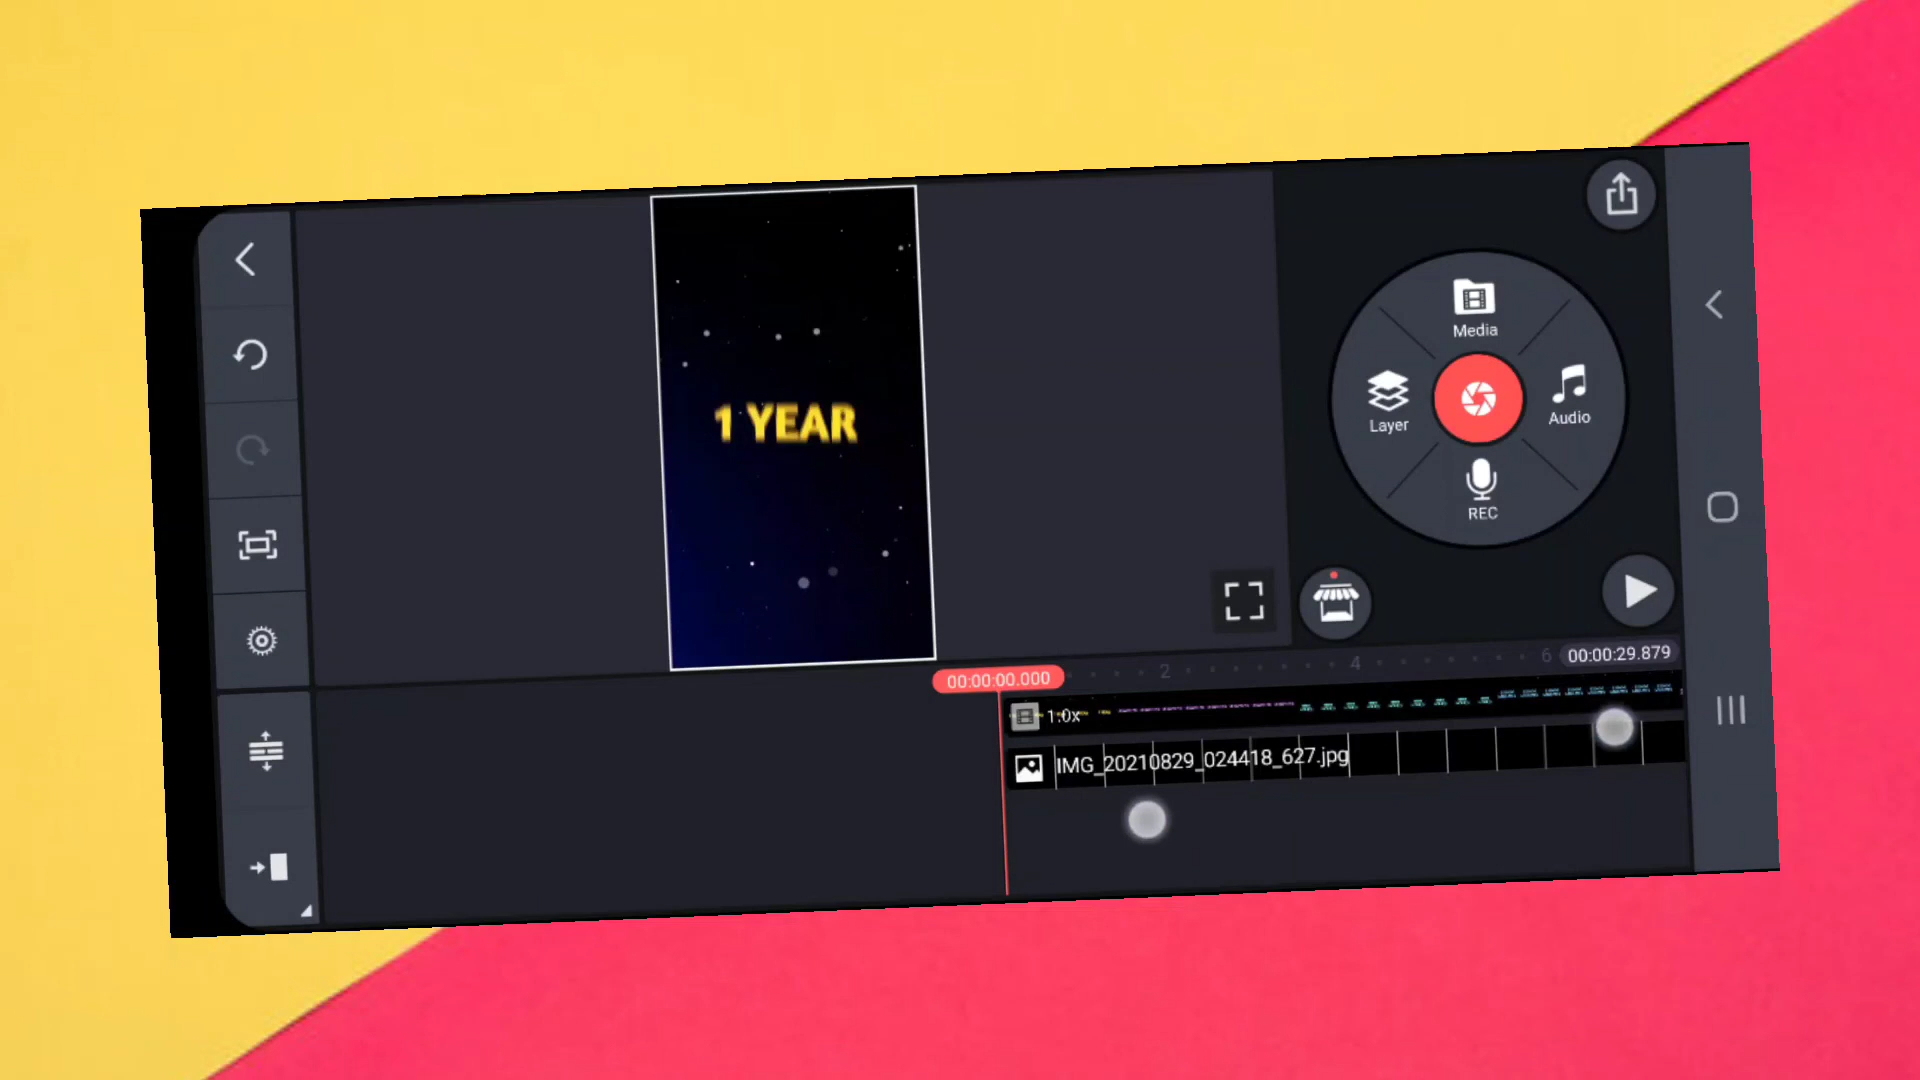 1 YEAR
Media
Layer
Audio
REC
00:00:00.000
2
4
6
00:00:29.879
1.0x
IMG_20210829_024418_627.jpg